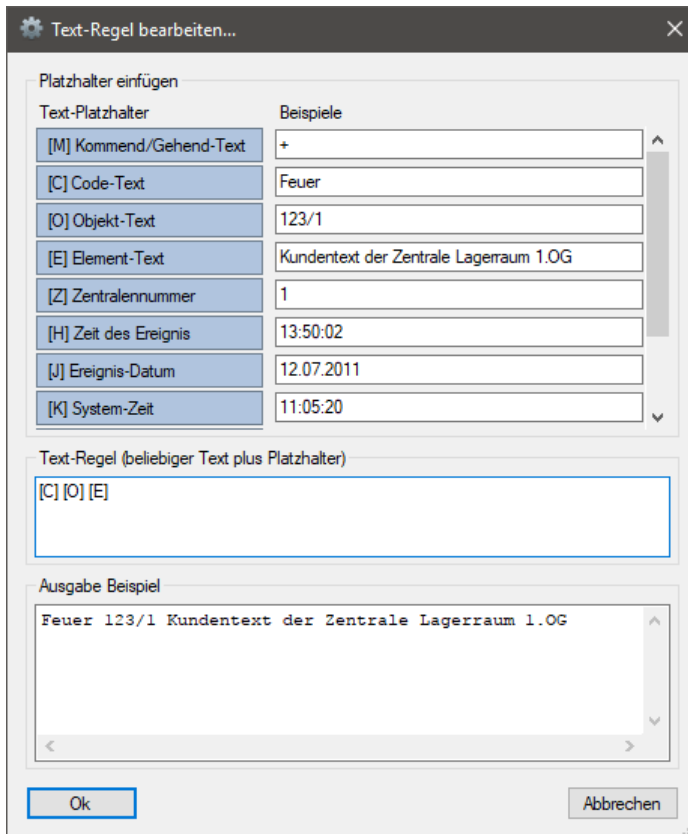 Text-Regel bearbeiten...
Platzhalter einfügen
Text-Platzhalter Beispiele
[M] Kommend/Gehend-Text +
[C] Code-Text Feuer
[O] Objekt-Text 123/1
[E] Element-Text Kundentext der Zentrale Lagerraum 1.OG
[Z] Zentralennummer 1
[H] Zeit des Ereignis 13:50:02
[J] Ereignis-Datum 12.07.2011
[K] System-Zeit 11:05:20
Text-Regel (beliebiger Text plus Platzhalter)
[C] [O] [E]
Ausgabe Beispiel
Feuer 123/1 Kundentext der Zentrale Lagerraum 1.OG
Ok Abbrechen